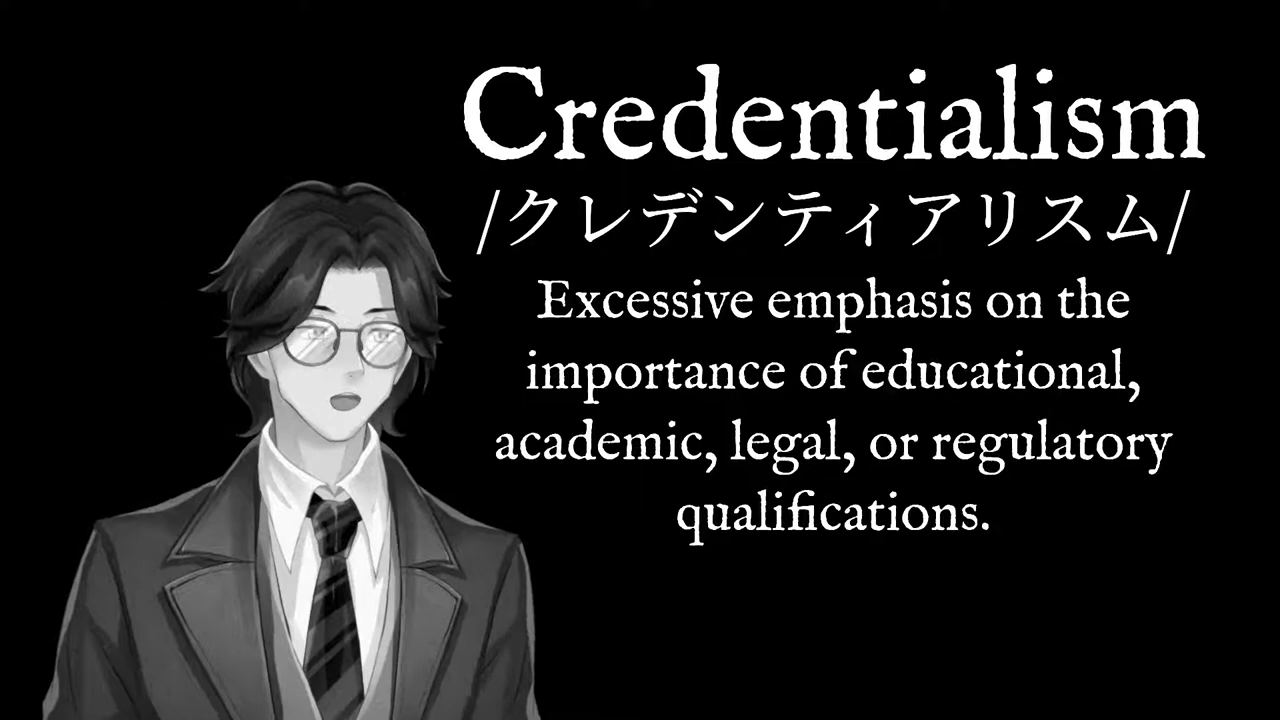 Credentialism
/クレデンティアリスム/
Excessive emphasis on the
importance of educational,
academic, legal, or regulatory
qualifications.